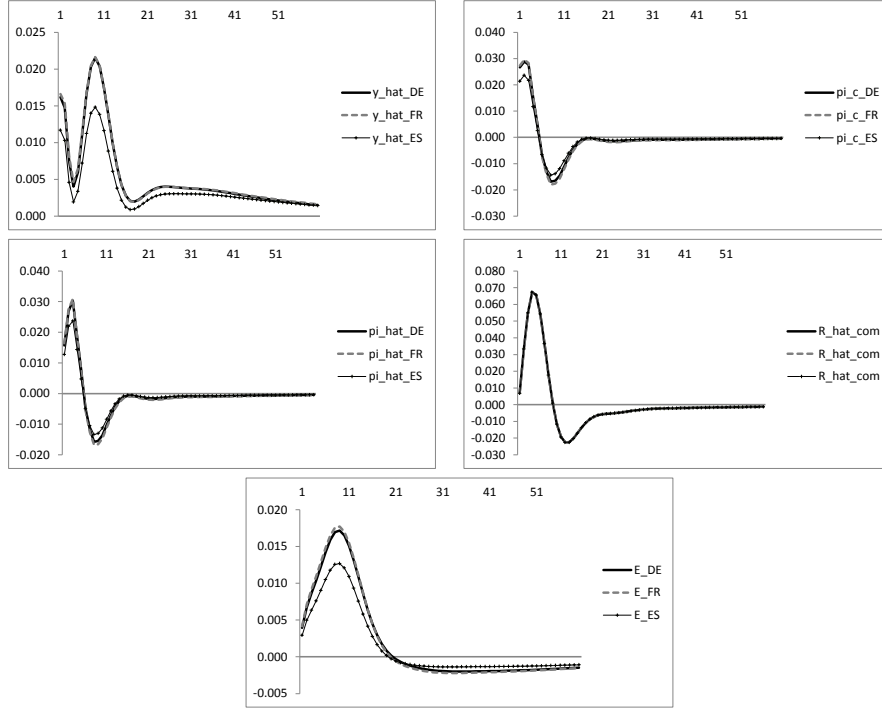 1 11 21 31 41 51
0.025
0.020
0.015
0.010
0.005
0.000
y_hat_DE
y_hat_FR
y_hat_ES
1 11 21 31 41 51
0.040
0.030
0.020
0.010
0.000
-0.010
-0.020
-0.030
pi_c_DE
pi_c_FR
pi_c_ES
1 11 21 31 41 51
0.040
0.030
0.020
0.010
0.000
-0.010
-0.020
pi_hat_DE
pi_hat_FR
pi_hat_ES
1 11 21 31 41 51
0.080
0.070
0.060
0.050
0.040
0.030
0.020
0.010
0.000
-0.010
-0.020
-0.030
R_hat_com
R_hat_com
R_hat_com
1 11 21 31 41 51
0.020
0.015
0.010
0.005
0.000
-0.005
E_DE
E_FR
E_ES